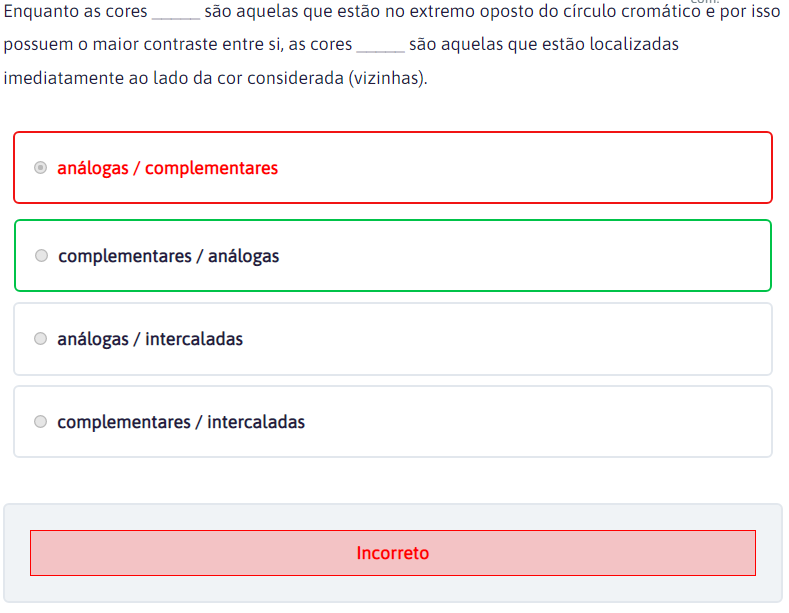 Enquanto as cores ______ são aquelas que estão no extremo oposto do círculo cromático e por isso
possuem o maior contraste entre si, as cores ______ são aquelas que estão localizadas
imediatamente ao lado da cor considerada (vizinhas).
análogas / complementares
complementares / análogas
análogas / intercaladas
complementares / intercaladas
Incorreto